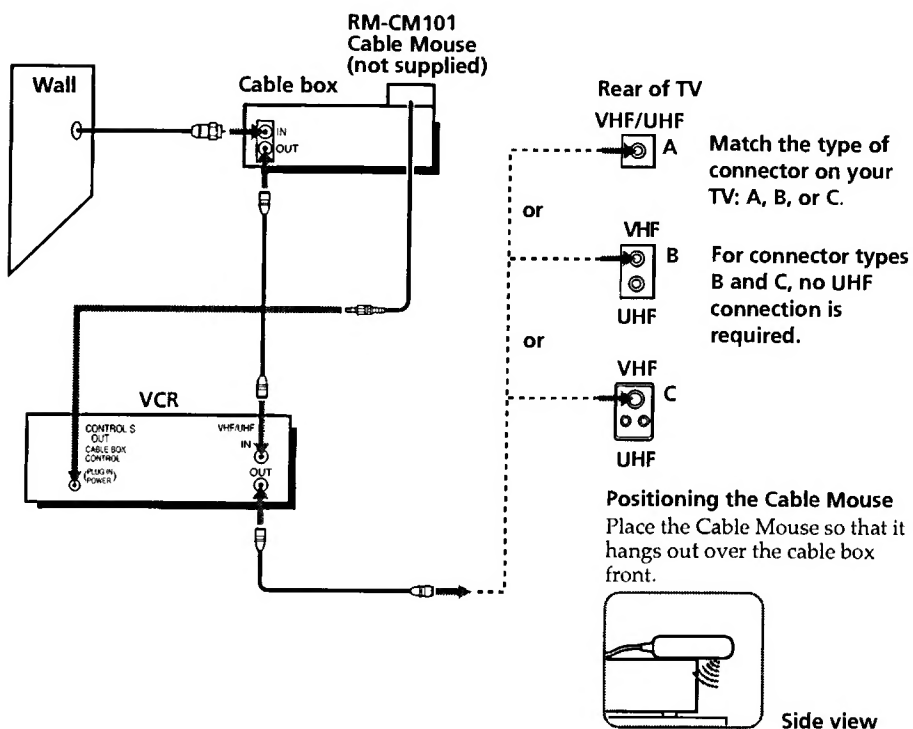 RM-CM101
Cable Mouse
(not supplied)
Wall
Cable box
IN
OUT
Rear of TV
VHF/UHF
A
Match the type of
connector on your
TV: A, B, or C.
or
VHF
B
UHF
For connector types
B and C, no UHF
connection is
required.
or
VHF
C
UHF
VCR
CONTROL S
OUT
CABLE BOX
CONTROL
(PLUG IN
POWER)
VHF/UHF
IN
OUT
Positioning the Cable Mouse
Place the Cable Mouse so that it
hangs out over the cable box
front.
Side view